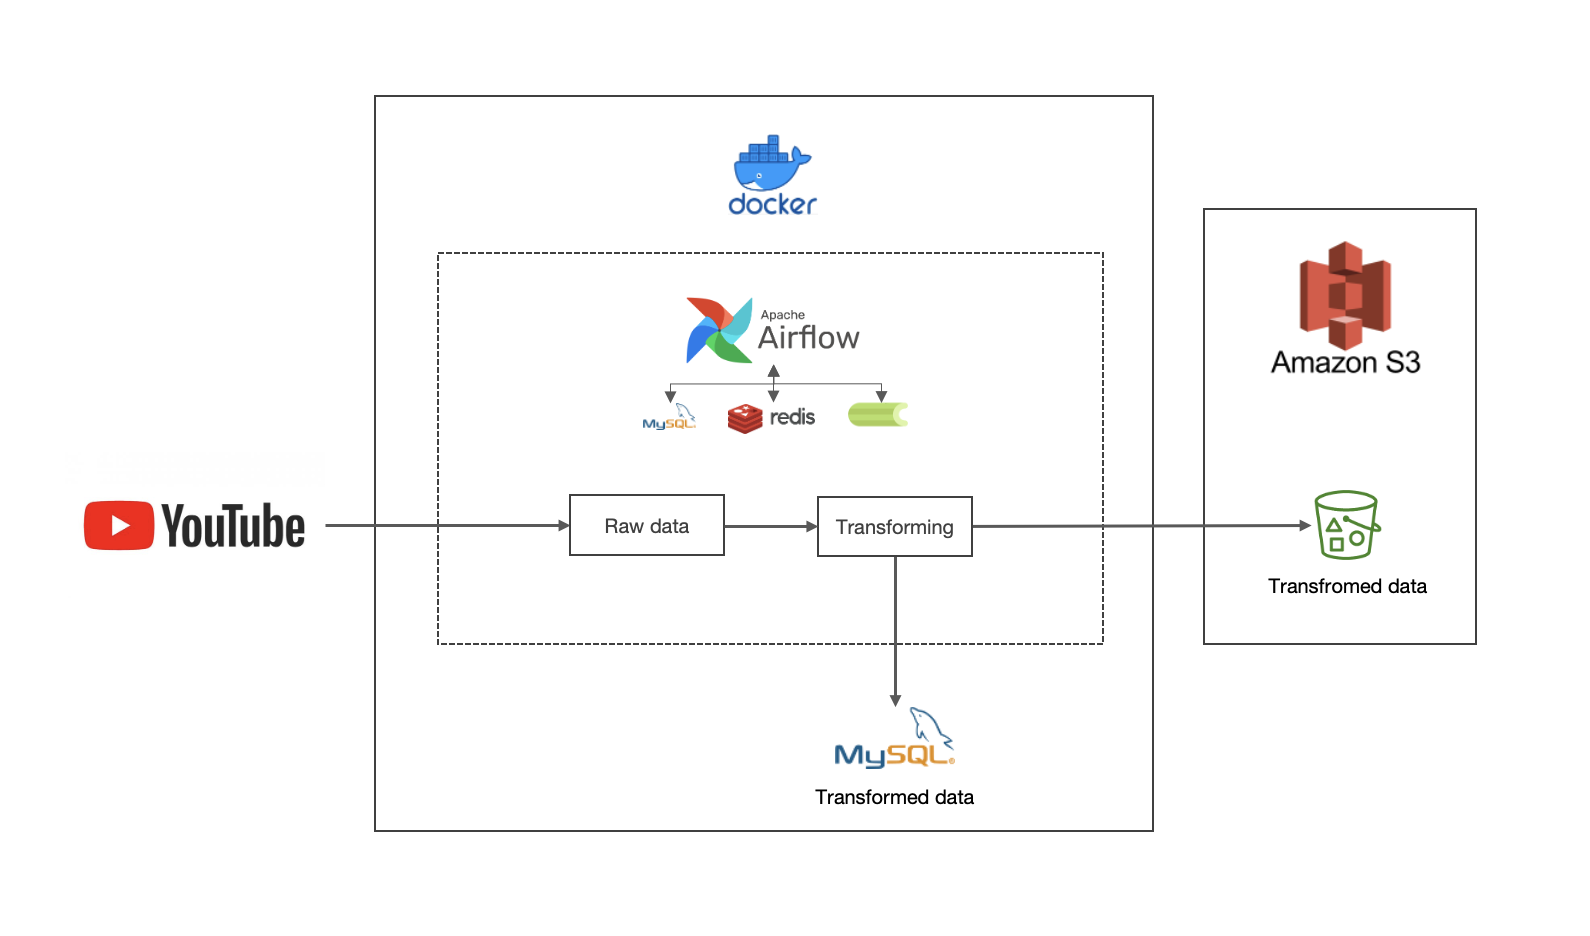 docker
Apache
Airflow
MySQL
redis
Amazon S3
YouTube
Raw data
Transforming
Transfromed data
MySQL
Transformed data